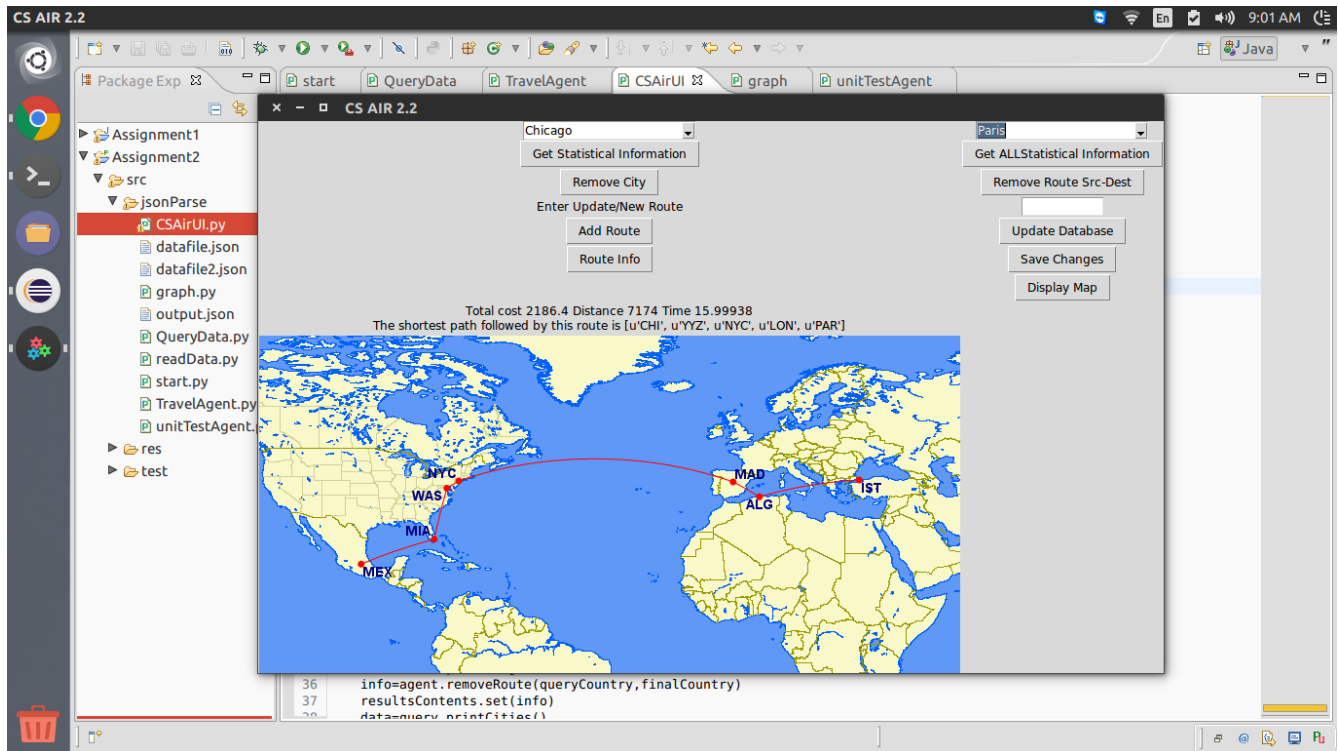 CS AIR 2.2
En
9:01 AM
Java
"
Package Exp
start
QueryData
TravelAgent
CSAirUI
graph
unitTestAgent
Assignment1
Assignment2
src
jsonParse
CSAirUI.py
datafile.json
datafile2.json
graph.py
output.json
QueryData.py
readData.py
start.py
TravelAgent.py
unitTestAgent.
res
test
CS AIR 2.2
Chicago
Paris
Get Statistical Information
Get ALLStatistical Information
Remove City
Remove Route Src-Dest
Enter Update/New Route
Add Route
Update Database
Route Info
Save Changes
Display Map
Total cost 2186.4 Distance 7174 Time 15.99938
The shortest path followed by this route is [u'CHI', u'YYZ', u'NYC', u'LON', u'PAR']
NYC
MAD
WAS
IST
ALG
MIA
MEX
36 info=agent.removeRoute(queryCountry,finalCountry)
37 resultsContents.set(info)
38 data=query.printCities()